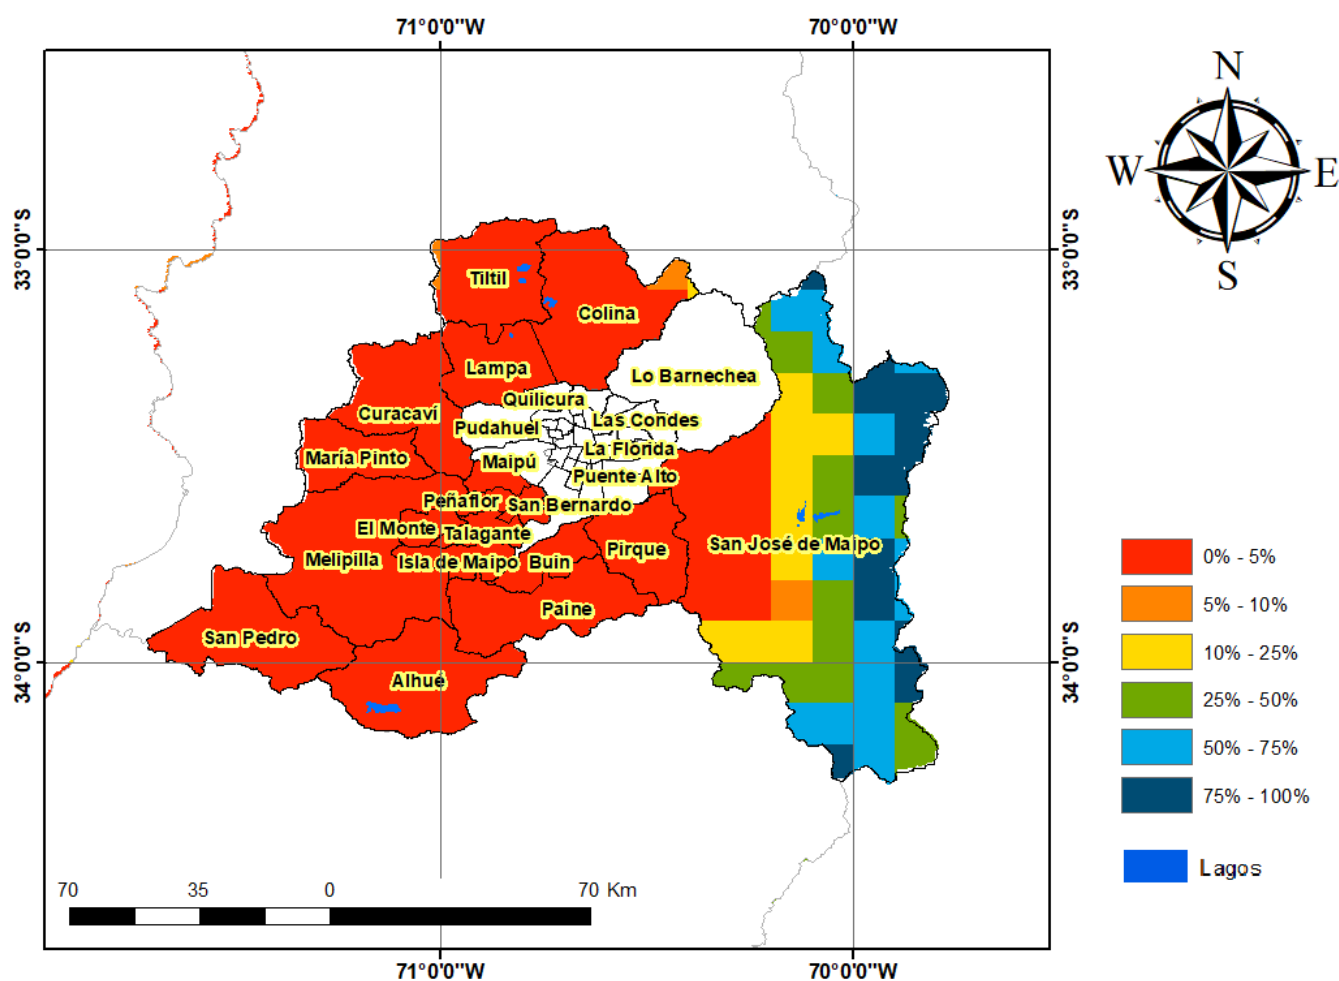 71°0'0"W
70°0'0"W
N
W
E
S
33°0'0"S
33°0'0"S
Tiltil
Colina
Lampa
Lo Barnechea
Quilicura
Curacaví
Las Condes
Pudahuel
La Florida
María Pinto
Maipú
Puente Alto
Peñaflor
San Bernardo
El Monte
Talagante
San José de Maipo
Pirque
Melipilla
Isla de Maipo
Buin
Paine
San Pedro
Alhué
34°0'0"S
34°0'0"S
0% - 5%
5% - 10%
10% - 25%
25% - 50%
50% - 75%
75% - 100%
Lagos
70
35
0
70 Km
71°0'0"W
70°0'0"W